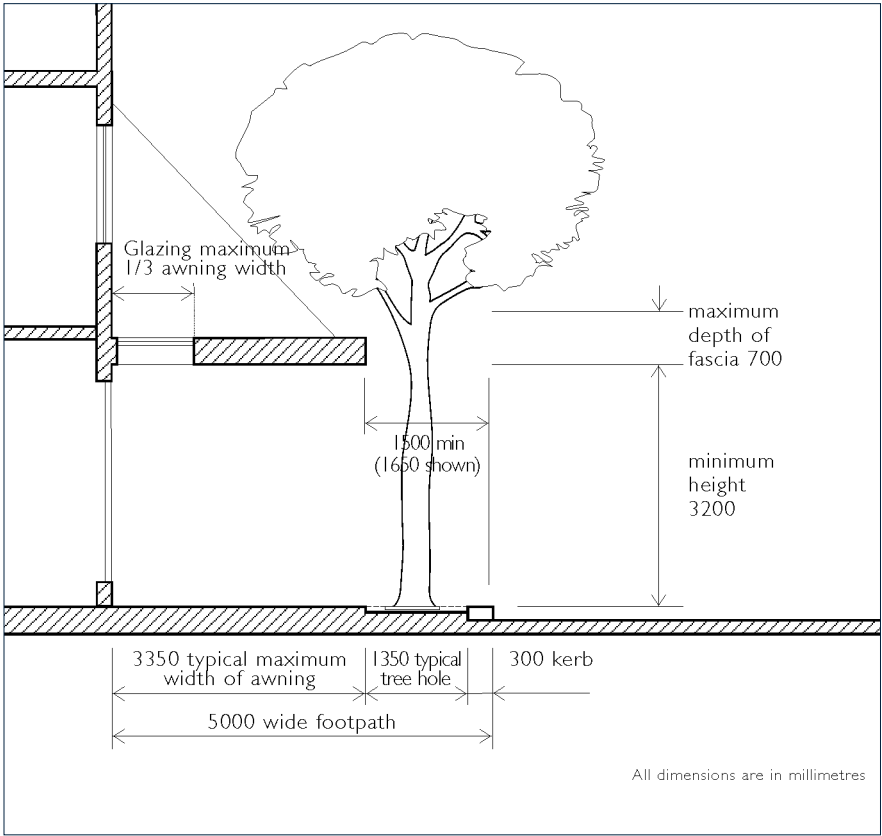 Glazing maximum
1/3 awning width
maximum
depth of
fascia 700
1500 min
(1650 shown)
minimum
height
3200
3350 typical maximum
width of awning
1350 typical
tree hole
300 kerb
5000 wide footpath
All dimensions are in millimetres